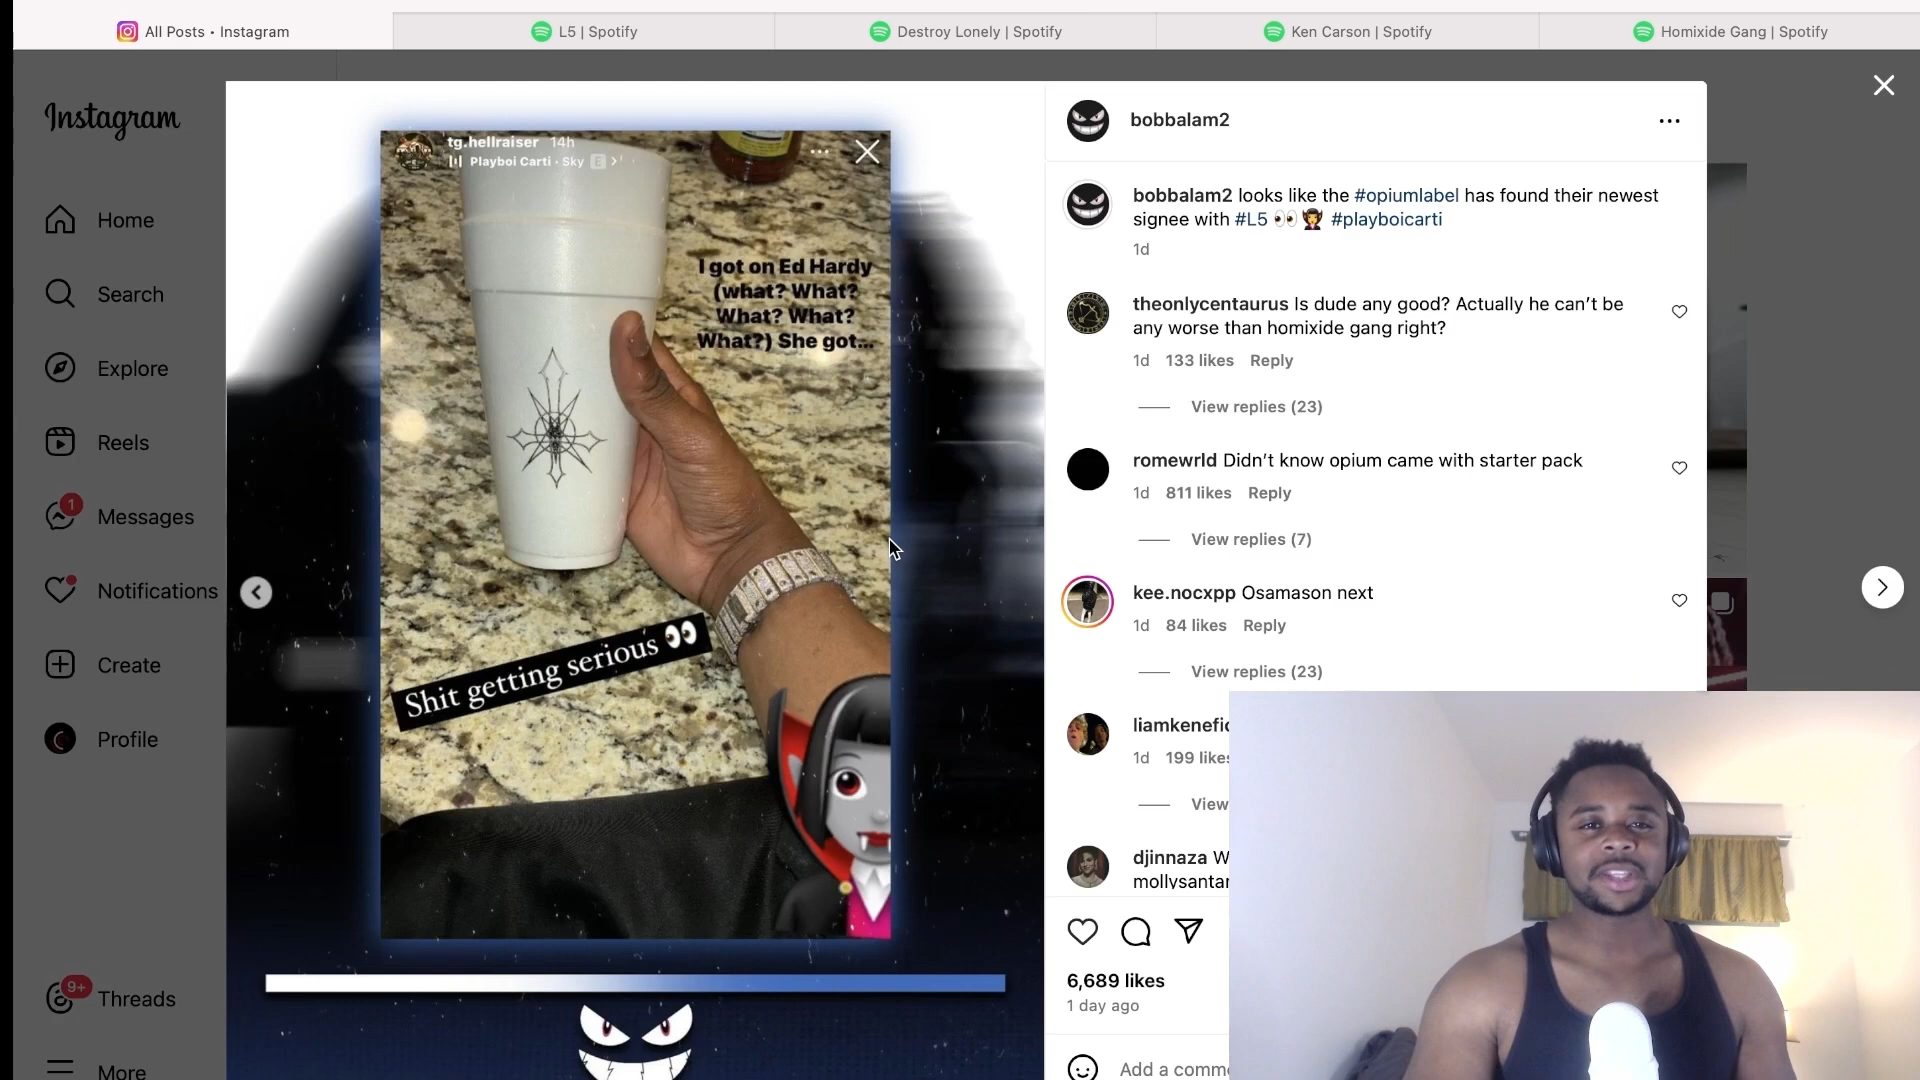 All Posts • Instagram
L5 | Spotify
Destroy Lonely | Spotify
Ken Carson | Spotify
Homixide Gang | Spotify
Instagram
Home
Search
Explore
Reels
1
Messages
Notifications
Create
Profile
9+
Threads
More
tg.hellraiser 14h
Playboi Carti · Sky E
I got on Ed Hardy
(what? What?
What? What?
What?) She got...
Shit getting serious 👀
bobbalam2
bobbalam2 looks like the #opiumlabel has found their newest
signee with #L5 👀🧛 #playboicarti
1d
theonlycentaurus Is dude any good? Actually he can’t be
any worse than homixide gang right?
1d 133 likes Reply
View replies (23)
romewrld Didn’t know opium came with starter pack
1d 811 likes Reply
View replies (7)
kee.nocxpp Osamason next
1d 84 likes Reply
View replies (23)
liamkenefic
1d 199 likes
View
djinnaza W
mollysantan
6,689 likes
1 day ago
Add a comme